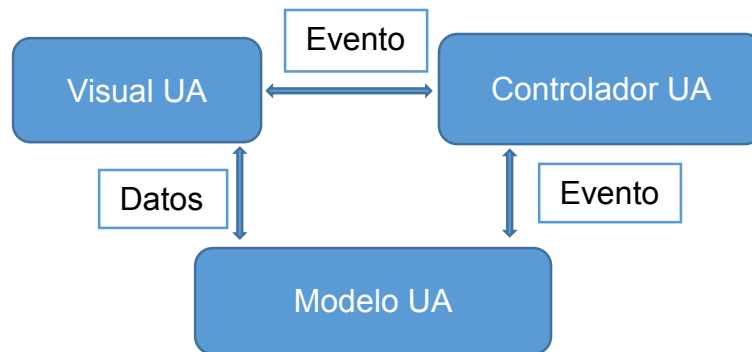 Evento
Visual UA
Controlador UA
Datos
Evento
Modelo UA